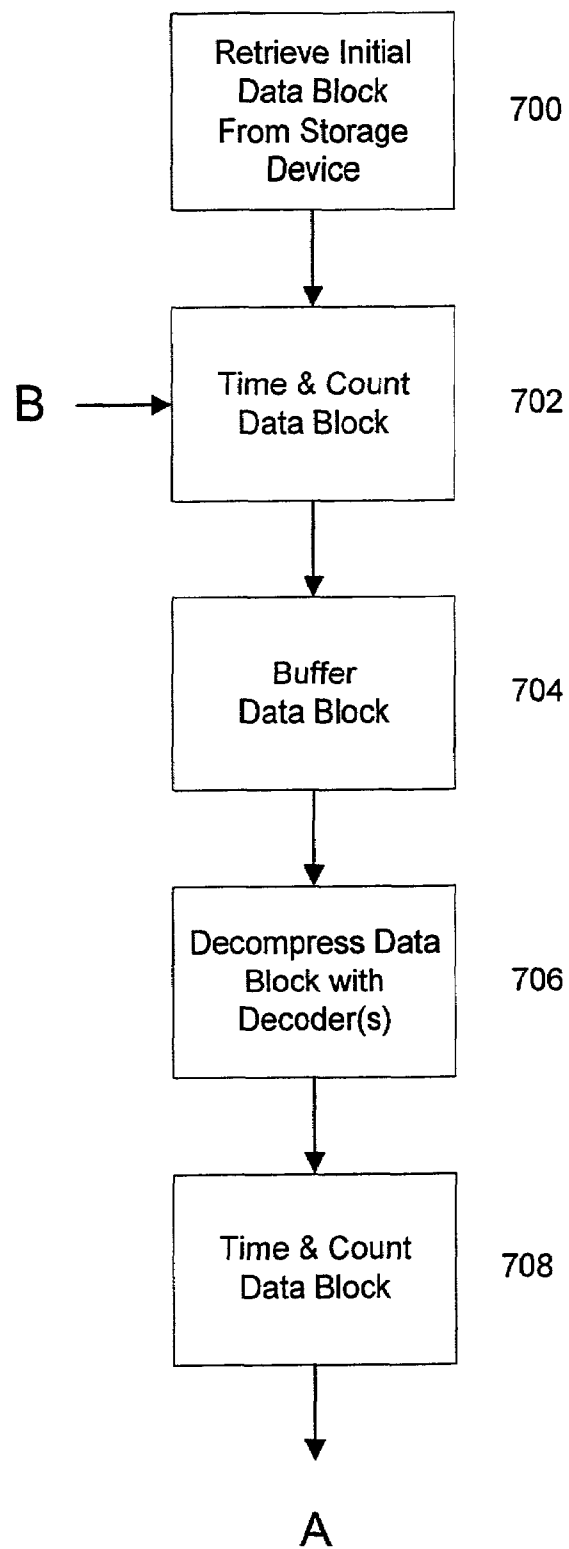 Retrieve Initial
Data Block
From Storage
Device
700
B
Time & Count
Data Block
702
Buffer
Data Block
704
Decompress Data
Block with
Decoder(s)
706
Time & Count
Data Block
708
A